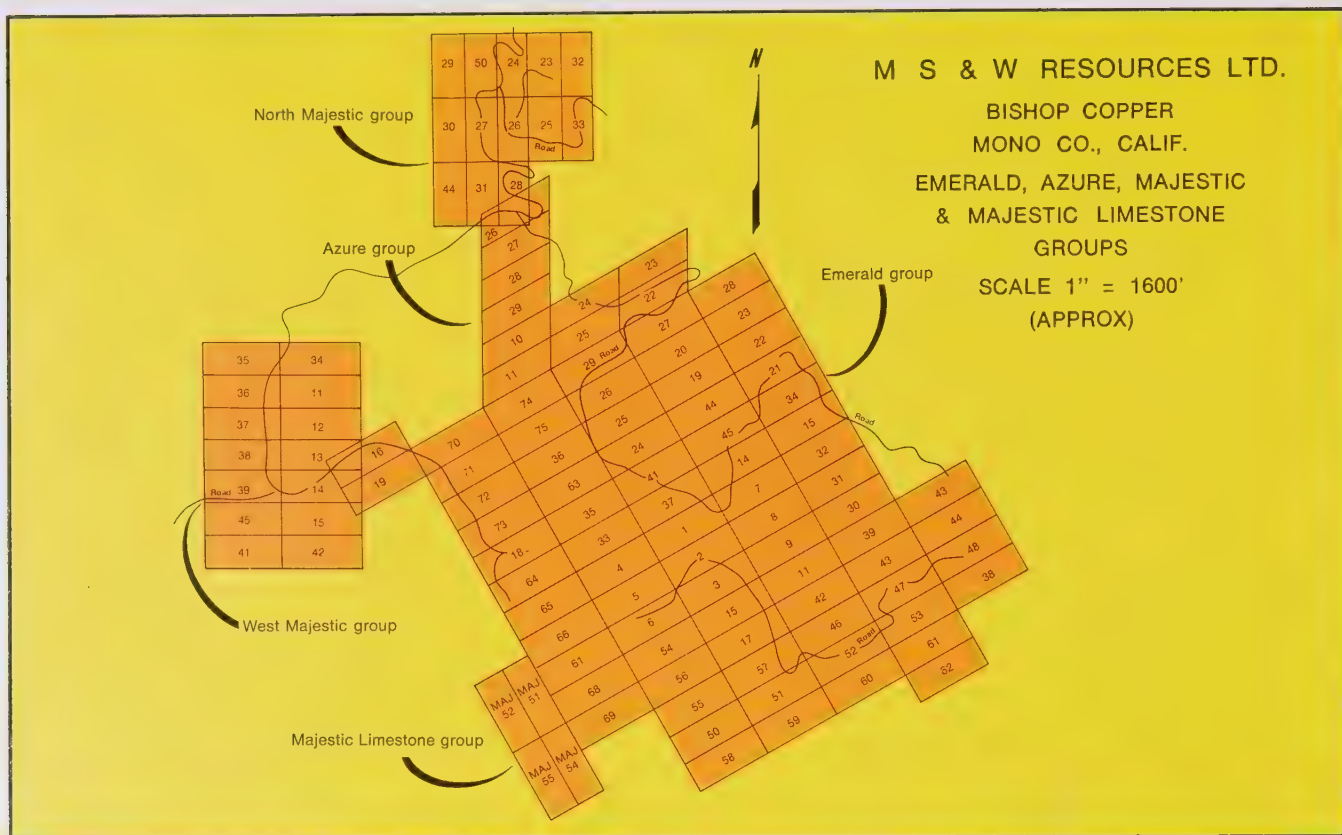 M S & W RESOURCES LTD.
BISHOP COPPER
MONO CO., CALIF.
EMERALD, AZURE, MAJESTIC
& MAJESTIC LIMESTONE
GROUPS
SCALE 1" = 1600'
(APPROX)
N
North Majestic group
29 50 24 23 32
30 27 26 25 33
Road
44 31 28
Azure group
26
27
28
29
10
11
Emerald group
24 23
25 22 28
29 Road 27 23
74 26 20 22
70 75 25 19 21
71 36 24 44 34
72 63 41 45 15
73 35 37 14 32
18 33 1 7 31
64 4 2 8 30
65 5 3 9 39 43
66 6 15 11 43 44
61 54 17 42 47 48
68 56 57 46 53 38
69 55 51 52 61
50 59 60 62
58
Road
Road
West Majestic group
35 34
36 11
37 12
38 13
Road 39 14
45 15
41 42
16
19
Majestic Limestone group
MAJ 52
MAJ 51
MAJ 55
MAJ 54